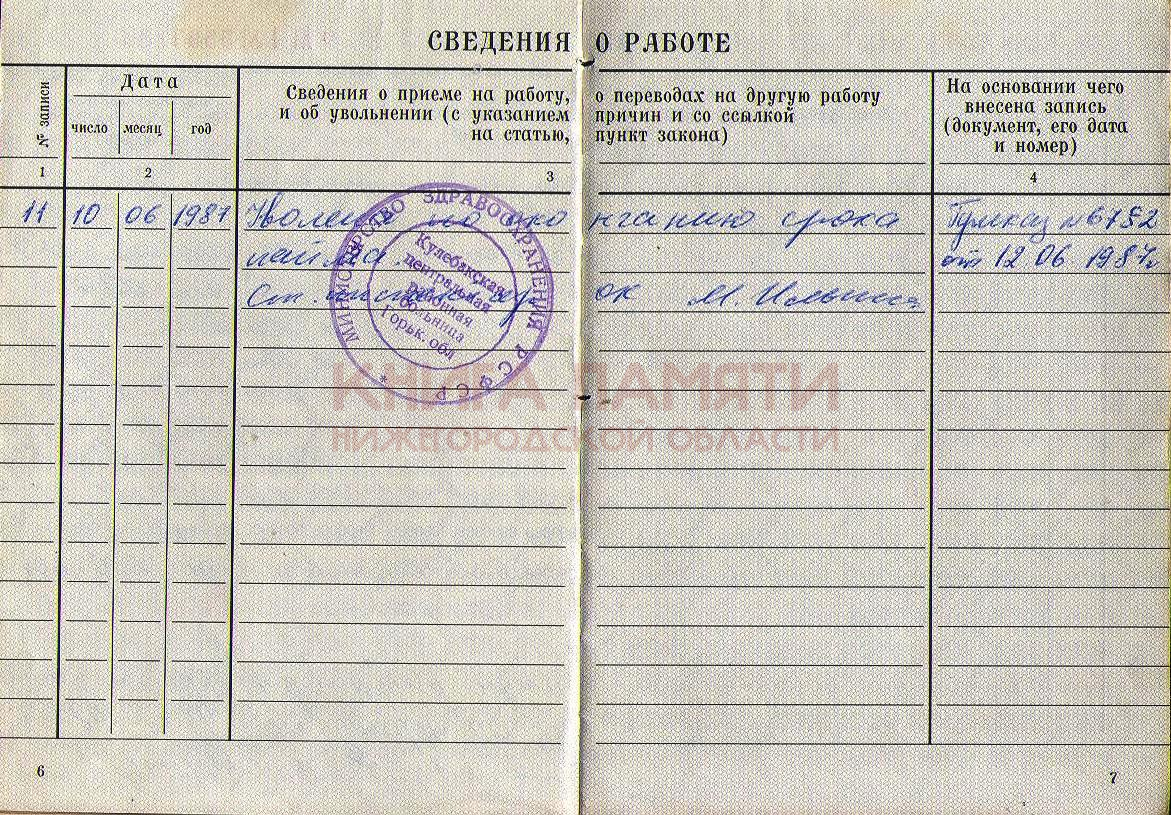 СВЕДЕНИЯ О РАБОТЕ
№ записи
Дата
число месяц год
Сведения о приеме на работу, о переводах на другую работу
и об увольнении (с указанием причин и со ссылкой
на статью, пункт закона)
На основании чего
внесена запись
(документ, его дата
и номер)
1 2 3 4
11 10 06 1987 Уволена по окончанию срока Приказ №
найма. от 12 06 1987г
Ст. инспектор ок М. Ильина
МИНИСТЕРСТВО ЗДРАВООХРАНЕНИЯ РСФСР *
Кулебакская
центральная
районная
больница
Горьк. обл
КНИГА ПАМЯТИ
НИЖЕГОРОДСКОЙ ОБЛАСТИ
6 7